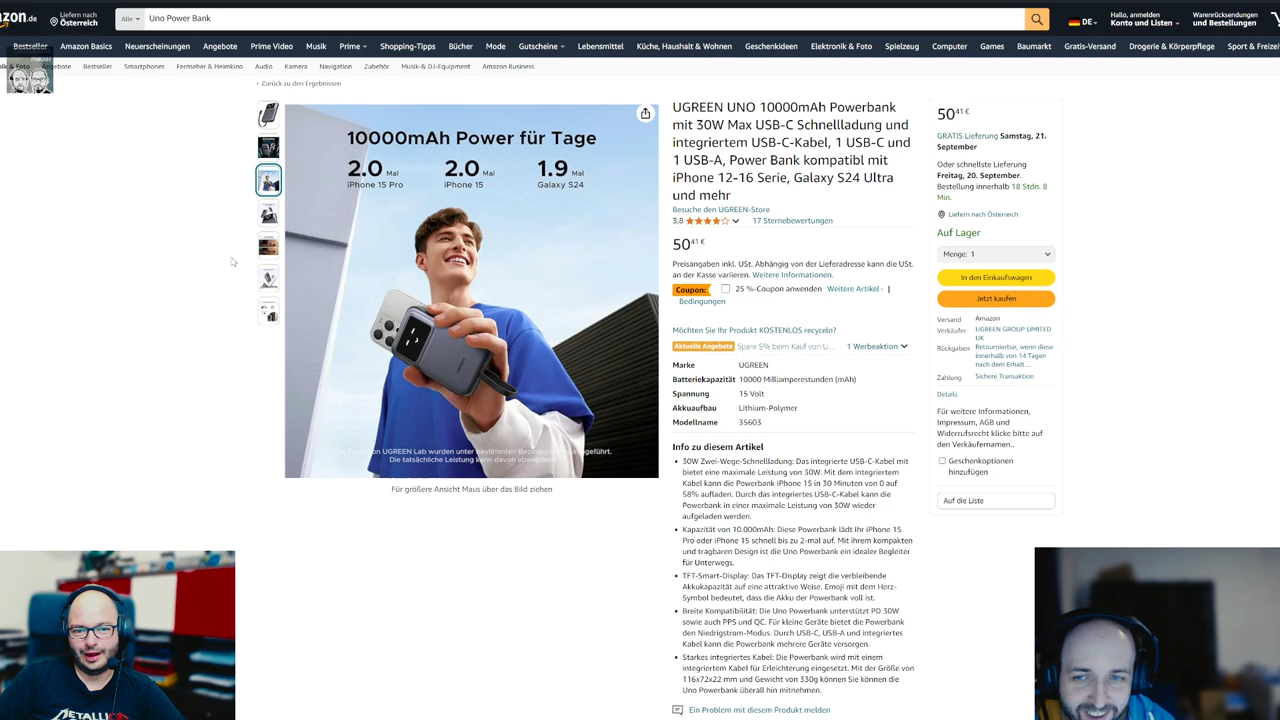 zon.de
Liefern nach
Österreich
Alle
Uno Power Bank
DE
Hallo, anmelden
Konto und Listen
Warenrücksendungen
und Bestellungen
Bestseller Amazon Basics Neuerscheinungen Angebote Prime Video Musik Prime Shopping-Tipps Bücher Mode Gutscheine Lebensmittel Küche, Haushalt & Wohnen Geschenkideen Elektronik & Foto Spielzeug Computer Games Baumarkt Gratis-Versand Drogerie & Körperpflege Sport & Freize
nik & Foto Angebote Bestseller Smartphones Fernseher & Heimkino Audio Kamera Navigation Zubehör Musik-& DJ-Equipment Amazon Business
‹ Zurück zu den Ergebnissen
10000mAh Power für Tage
2.0 Mal
iPhone 15 Pro
2.0 Mal
iPhone 15
1.9 Mal
Galaxy S24
UGREEN Lab wurden unter bestimmten
Die tatsächliche Leistung kann davon abweichen
Für größere Ansicht Maus über das Bild ziehen
UGREEN UNO 10000mAh Powerbank
mit 30W Max USB-C Schnellladung und
integriertem USB-C-Kabel, 1 USB-C und
1 USB-A, Power Bank kompatibl mit
iPhone 12-16 Serie, Galaxy S24 Ultra
und mehr
Besuche den UGREEN-Store
3,8 17 Sternebewertungen
50 41 €
Preisangaben inkl. USt. Abhängig von der Lieferadresse kann die USt.
an der Kasse variieren. Weitere Informationen.
Coupon: 25 %-Coupon anwenden Weitere Artikel › |
Bedingungen
Möchten Sie Ihr Produkt KOSTENLOS recyceln?
Aktuelle Angebote Spare 5% beim Kauf von U... 1 Werbeaktion
Marke UGREEN
Batteriekapazität 10000 Milliamperestunden (mAh)
Spannung 15 Volt
Akkuaufbau Lithium-Polymer
Modellname 35603
Info zu diesem Artikel
• 30W Zwei-Wege-Schnellladung: Das integrierte USB-C-Kabel mit
bietet eine maximale Leistung von 30W. Mit dem integriertem
Kabel kann die Powerbank iPhone 15 in 30 Minuten von 0 auf
58% aufladen. Durch das integriertes USB-C-Kabel kann die
Powerbank in einer maximale Leistung von 30W wieder
aufgeladen werden.
• Kapazität von 10.000mAh: Diese Powerbank lädt Ihr iPhone 15
Pro oder iPhone 15 schnell bis zu 2-mal auf. Mit ihrem kompakten
und tragbaren Design ist die Uno Powerbank ein idealer Begleiter
für Unterwegs.
• TFT-Smart-Display: Das TFT-Display zeigt die verbleibende
Akkukapazität auf eine attraktive Weise. Emoji mit dem Herz-
Symbol bedeutet, dass die Akku der Powerbank voll ist.
• Breite Kompatibilität: Die Uno Powerbank unterstützt PD 30W
sowie auch PPS und QC. Für kleine Geräte bietet die Powerbank
den Niedrigstrom-Modus. Durch USB-C, USB-A und integriertes
Kabel kann die Powerbank mehrere Geräte versorgen.
• Starkes integriertes Kabel: Die Powerbank wird mit einem
integriertem Kabel für Erleichterung eingesetzt. Mit der Größe von
116x72x22 mm und Gewicht von 330g können Sie können die
Uno Powerbank überall hin mitnehmen.
Ein Problem mit diesem Produkt melden
50 41 €
GRATIS Lieferung Samstag, 21.
September
Oder schnellste Lieferung
Freitag, 20. September.
Bestellung innerhalb 18 Stdn. 8
Min.
Liefern nach Österreich
Auf Lager
Menge: 1
In den Einkaufswagen
Jetzt kaufen
Versand Amazon
Verkäufer UGREEN GROUP LIMITED
UK
Rückgaben Retournierbar, wenn diese
innerhalb von 14 Tagen
nach dem Erhalt...
Zahlung Sichere Transaktion
Details
Für weitere Informationen,
Impressum, AGB und
Widerrufsrecht klicke bitte auf
den Verkäufernamen..
Geschenkoptionen
hinzufügen
Auf die Liste